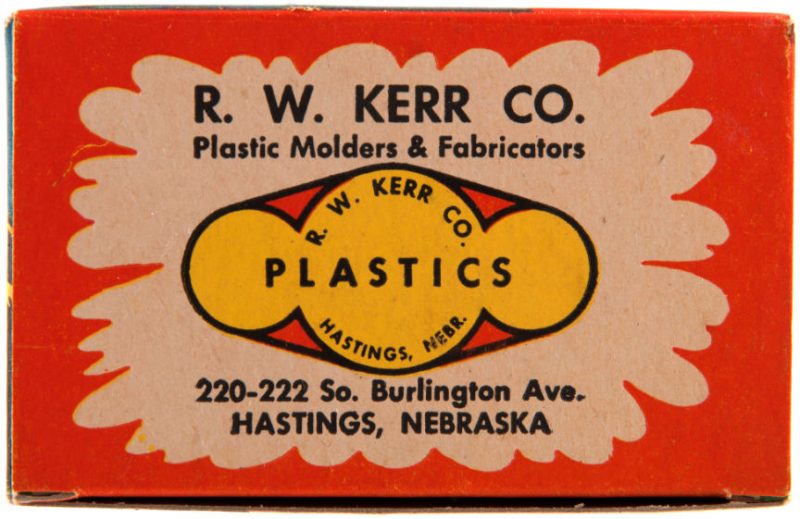 R. W. KERR CO.
Plastic Molders & Fabricators
R. W. KERR CO.
PLASTICS
HASTINGS, NEBR.
220-222 So. Burlington Ave.
HASTINGS, NEBRASKA